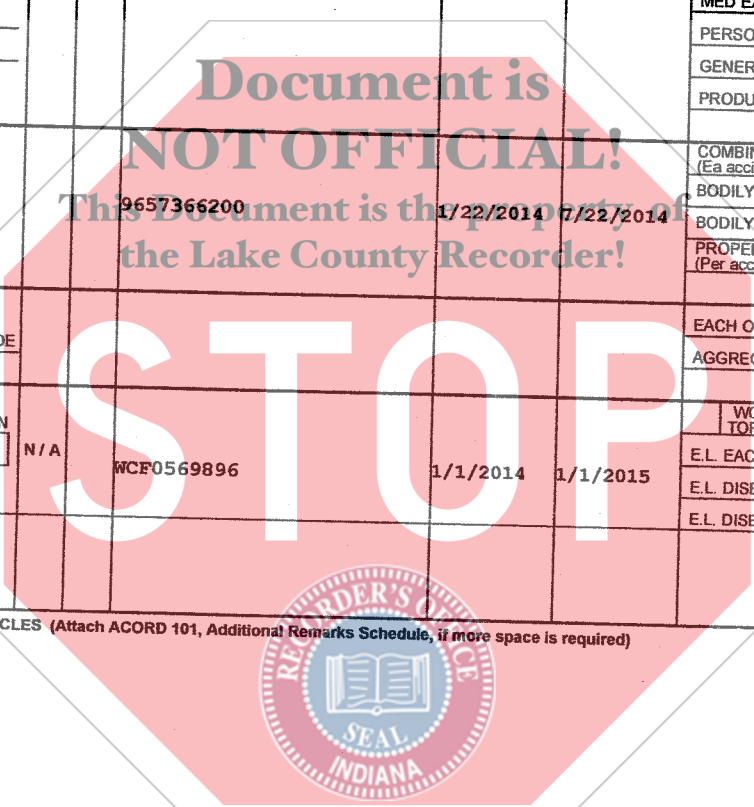 MED E
PERSO
GENER
PRODU
Document is
NOT OFFICIAL!
This Document is the property of
the Lake County Recorder!
COMBIN
(Ea acci
BODILY
9657366200 1/22/2014 7/22/2014
BODILY
PROPE
(Per acc
EACH O
DE
AGGREG
STOP
WC
TOR
N
N/A
WCF0569896 1/1/2014 1/1/2015
E.L. EAC
E.L. DISE
E.L. DISE
CLES (Attach ACORD 101, Additional Remarks Schedule, if more space is required)
RECORDER'S OFFICE
SEAL
INDIANA